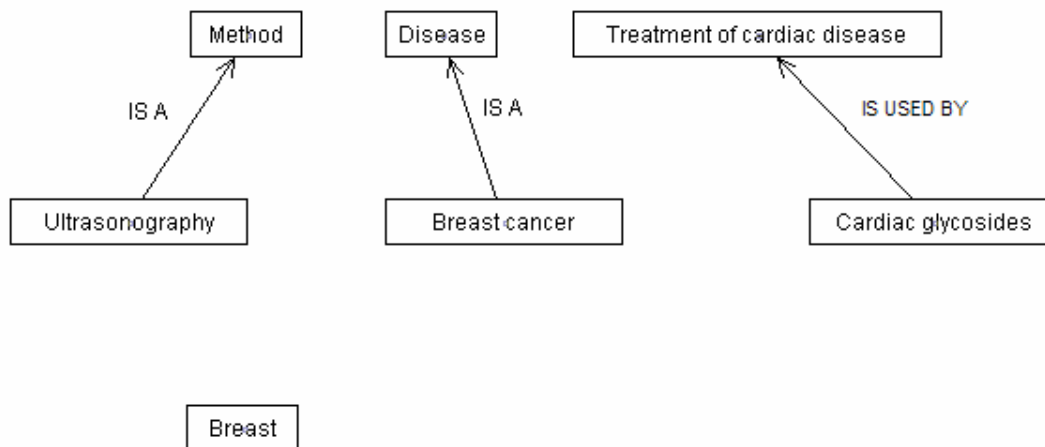 Method
Disease
Treatment of cardiac disease
IS A
IS A
IS USED BY
Ultrasonography
Breast cancer
Cardiac glycosides
Breast